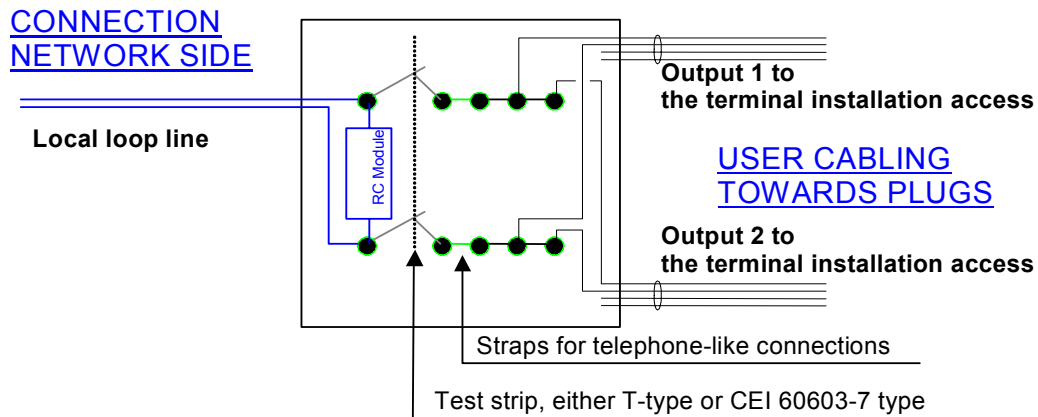 CONNECTION
NETWORK SIDE
Local loop line
RC Module
Output 1 to
the terminal installation access
USER CABLING
TOWARDS PLUGS
Output 2 to
the terminal installation access
Straps for telephone-like connections
Test strip, either T-type or CEI 60603-7 type